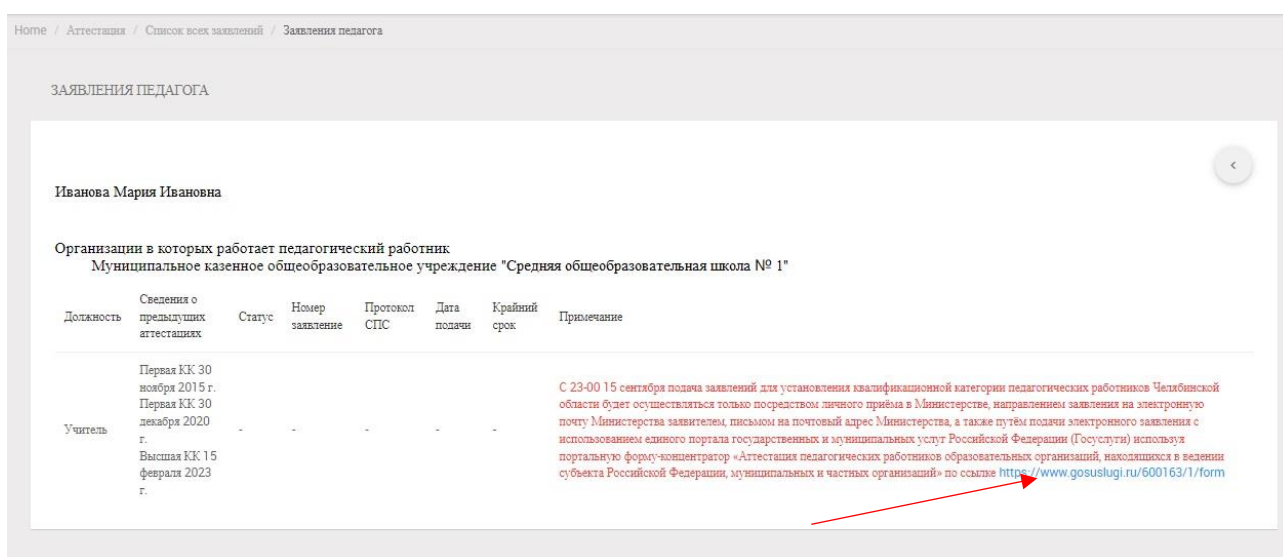 Home / Аттестация / Список всех заявлений / Заявления педагога
ЗАЯВЛЕНИЯ ПЕДАГОГА
Иванова Мария Ивановна
Организации в которых работает педагогический работник
Муниципальное казенное общеобразовательное учреждение "Средняя общеобразовательная школа № 1"
Должность
Сведения о
предыдущих
аттестациях
Статус
Номер
заявление
Протокол
СПС
Дата
подачи
Крайний
срок
Примечание
Учитель
Первая КК 30
ноября 2015 г.
Первая КК 30
декабря 2020
г.
Высшая КК 15
февраля 2023
г.
-
-
-
-
-
С 23-00 15 сентября подача заявлений для установления квалификационной категории педагогических работников Челябинской
области будет осуществляться только посредством личного приёма в Министерстве, направлением заявления на электронную
почту Министерства заявителем, письмом на почтовый адрес Министерства, а также путём подачи электронного заявления с
использованием единого портала государственных и муниципальных услуг Российской Федерации (Госуслуги) используя
портальную форму-концентратор «Аттестация педагогических работников образовательных организаций, находящихся в ведении
субъекта Российской Федерации, муниципальных и частных организаций» по ссылке https://www.gosuslugi.ru/600163/1/form